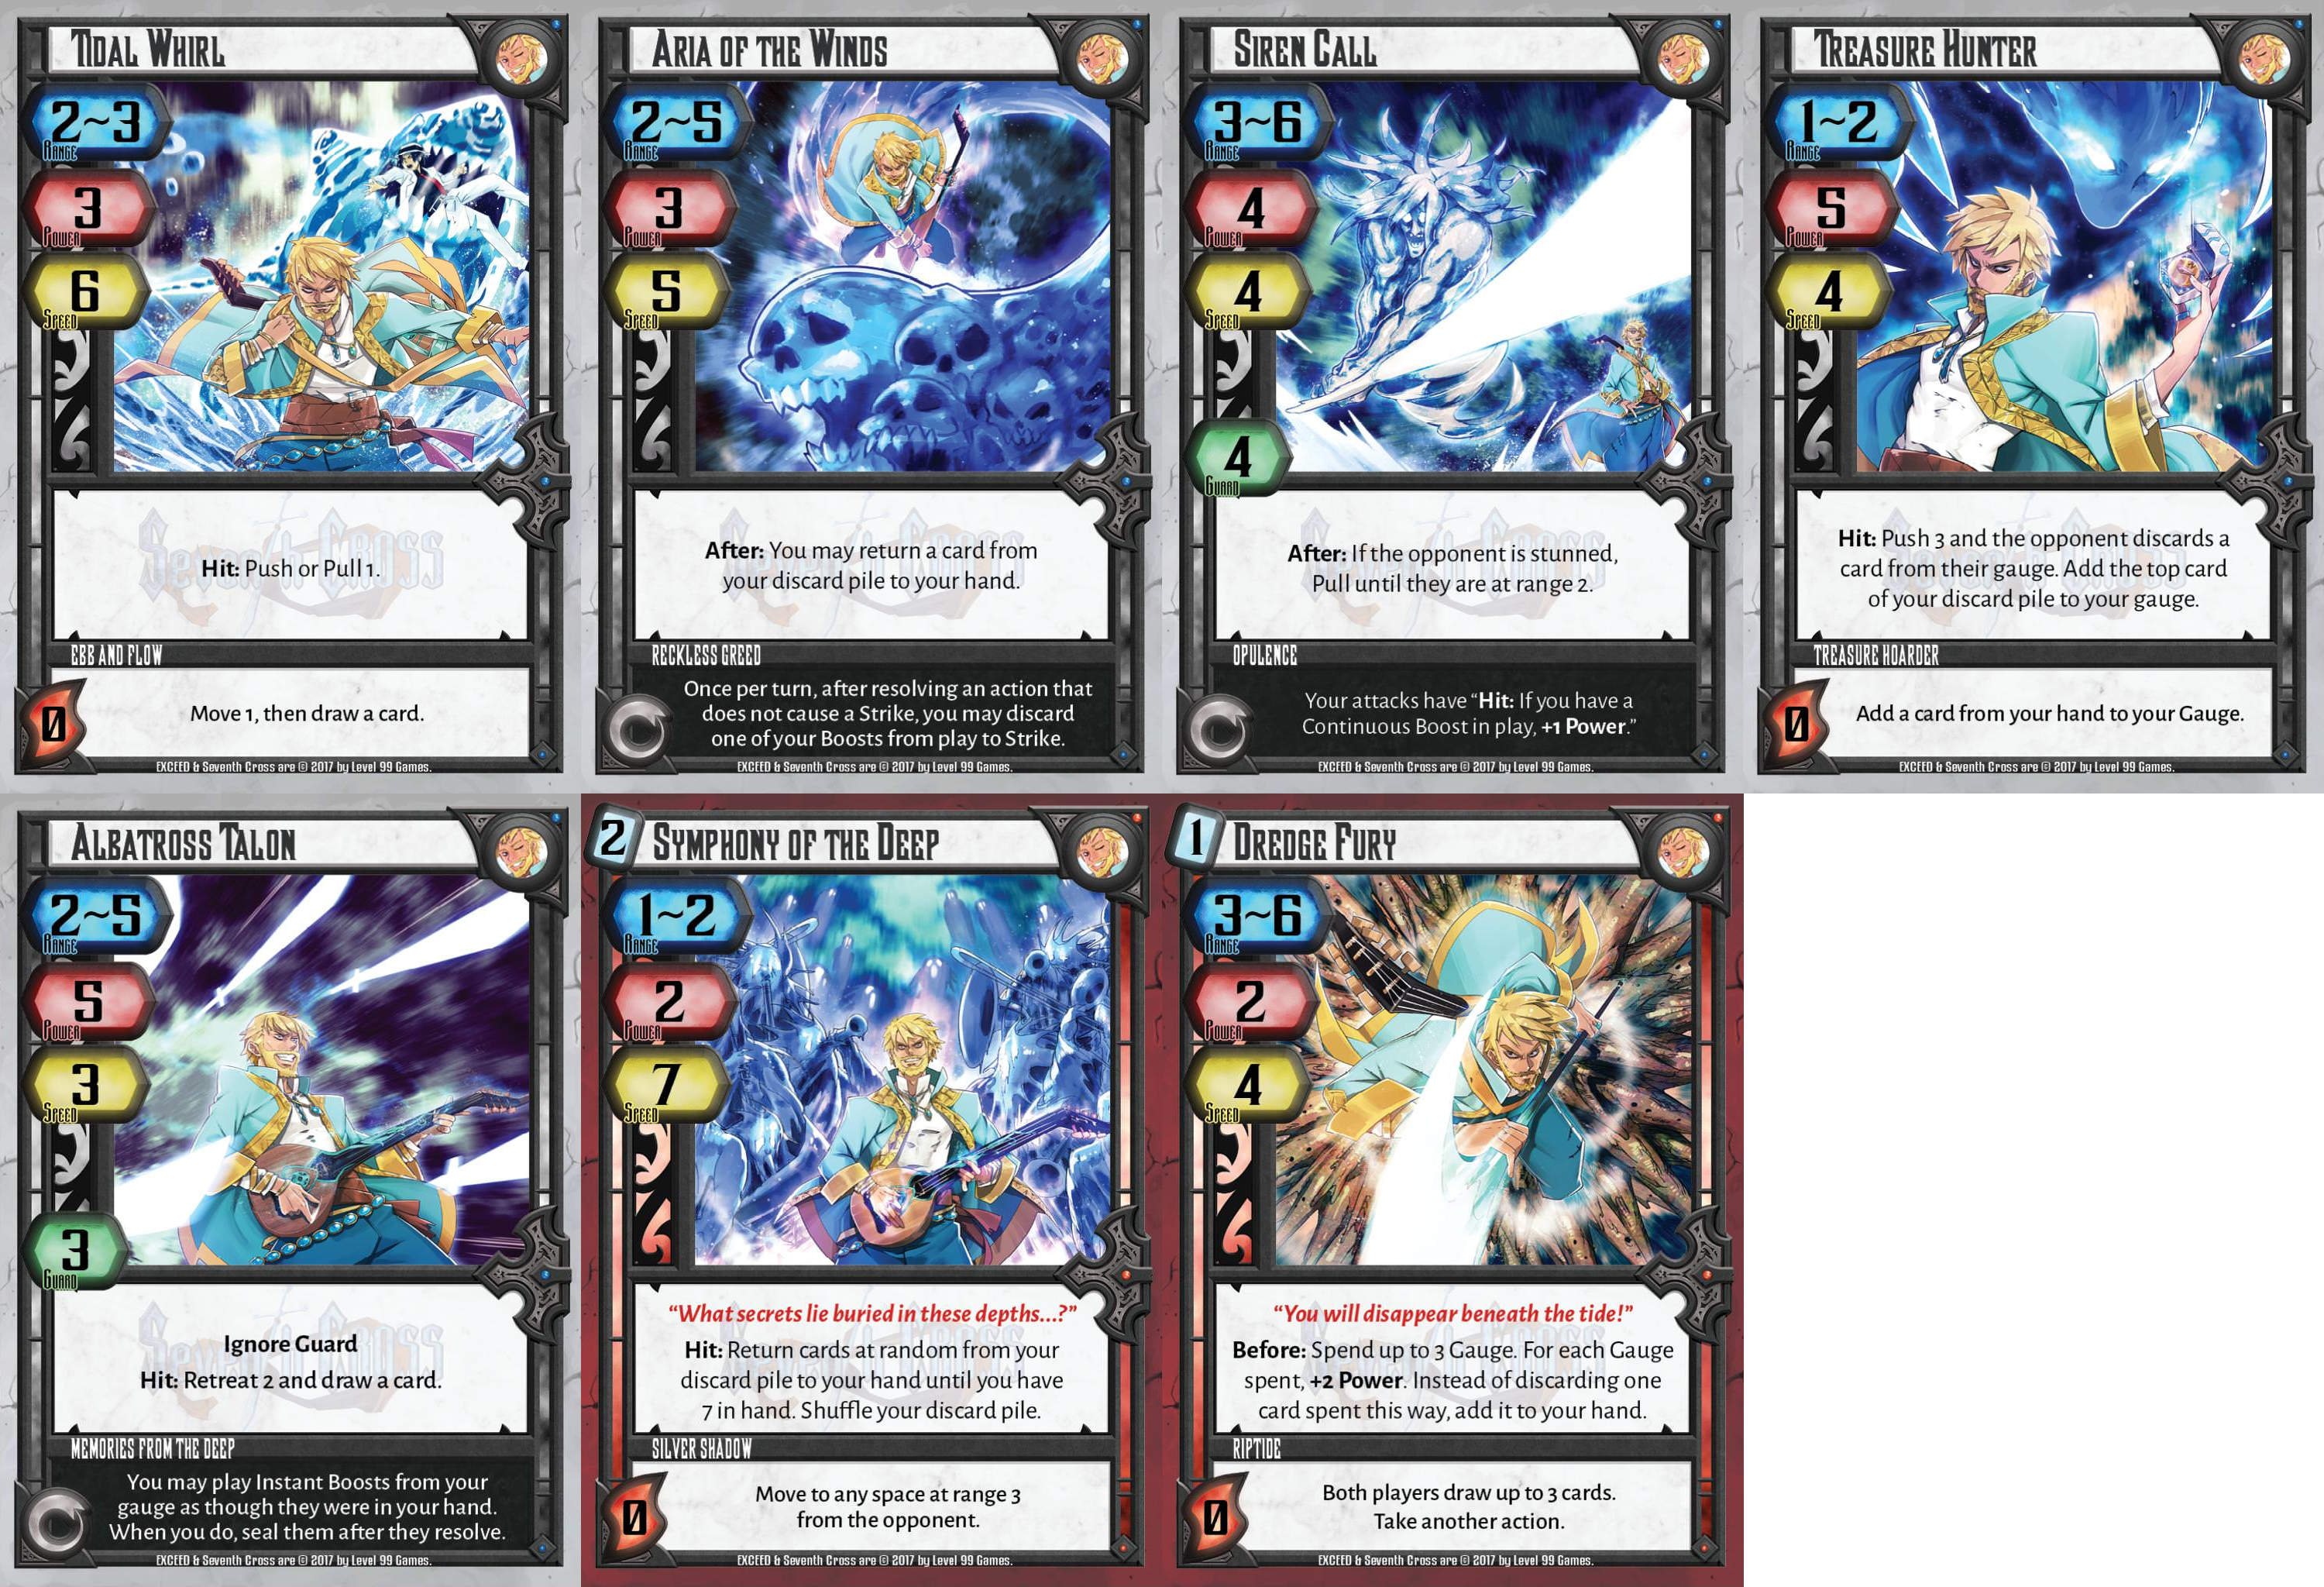 TIDAL WHIRL
2~3
RANGE
3
POWER
6
SPEED
Seventh Cross
Hit: Push or Pull 1.
EBB AND FLOW
0
Move 1, then draw a card.
EXCEED & Seventh Cross are © 2017 by Level 99 Games.
ARIA OF THE WINDS
2~5
RANGE
3
POWER
5
SPEED
Seventh Cross
After: You may return a card from
your discard pile to your hand.
RECKLESS GREED
Once per turn, after resolving an action that
does not cause a Strike, you may discard
one of your Boosts from play to Strike.
EXCEED & Seventh Cross are © 2017 by Level 99 Games.
SIREN CALL
3~6
RANGE
4
POWER
4
SPEED
4
GUARD
Seventh Cross
After: If the opponent is stunned,
Pull until they are at range 2.
OPULENCE
Your attacks have “Hit: If you have a
Continuous Boost in play, +1 Power.”
EXCEED & Seventh Cross are © 2017 by Level 99 Games.
TREASURE HUNTER
1~2
RANGE
5
POWER
4
SPEED
Seventh Cross
Hit: Push 3 and the opponent discards a
card from their gauge. Add the top card
of your discard pile to your gauge.
TREASURE HOARDER
0
Add a card from your hand to your Gauge.
EXCEED & Seventh Cross are © 2017 by Level 99 Games.
ALBATROSS TALON
2~5
RANGE
5
POWER
3
SPEED
3
GUARD
Seventh Cross
Ignore Guard
Hit: Retreat 2 and draw a card.
MEMORIES FROM THE DEEP
You may play Instant Boosts from your
gauge as though they were in your hand.
When you do, seal them after they resolve.
EXCEED & Seventh Cross are © 2017 by Level 99 Games.
2
SYMPHONY OF THE DEEP
1~2
RANGE
2
POWER
7
SPEED
Seventh Cross
“What secrets lie buried in these depths...?”
Hit: Return cards at random from your
discard pile to your hand until you have
7 in hand. Shuffle your discard pile.
SILVER SHADOW
0
Move to any space at range 3
from the opponent.
EXCEED & Seventh Cross are © 2017 by Level 99 Games.
1
DREDGE FURY
3~6
RANGE
2
POWER
4
SPEED
Seventh Cross
“You will disappear beneath the tide!”
Before: Spend up to 3 Gauge. For each Gauge
spent, +2 Power. Instead of discarding one
card spent this way, add it to your hand.
RIPTIDE
0
Both players draw up to 3 cards.
Take another action.
EXCEED & Seventh Cross are © 2017 by Level 99 Games.